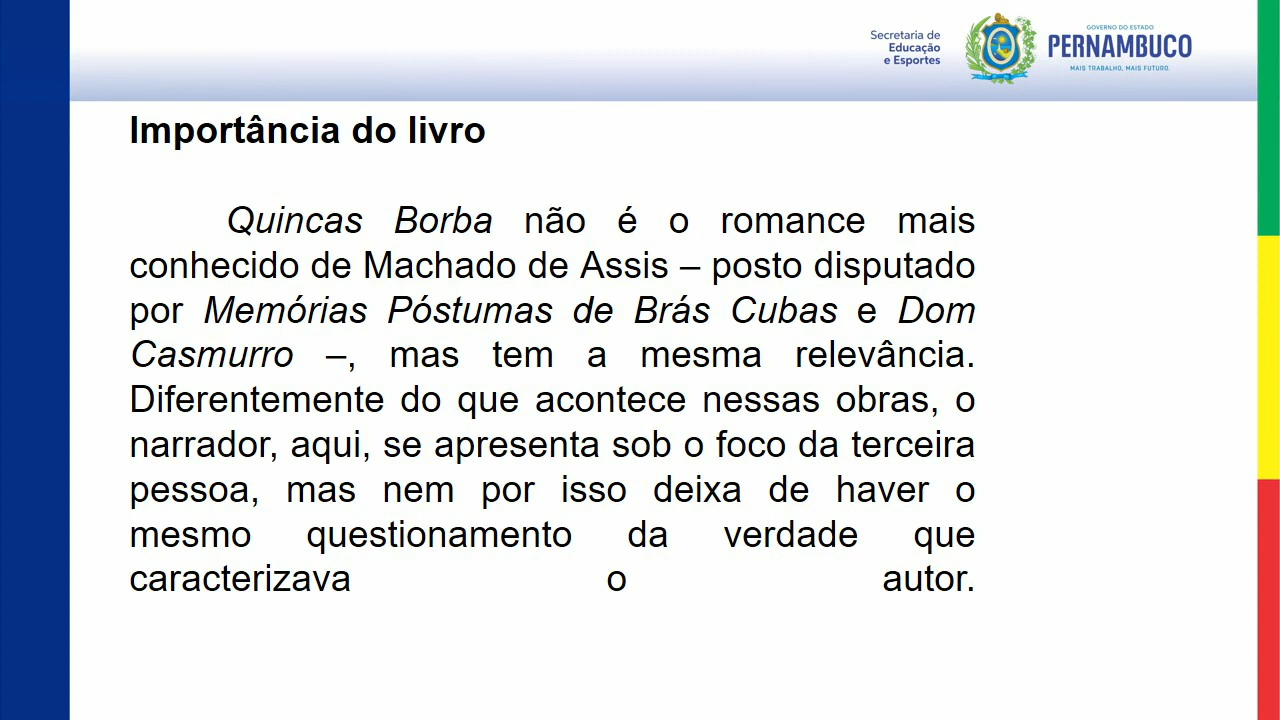 Secretaria de
Educação
e Esportes
GOVERNO DO ESTADO
PERNAMBUCO
MAIS TRABALHO, MAIS FUTURO.
Importância do livro
Quincas Borba não é o romance mais
conhecido de Machado de Assis – posto disputado
por Memórias Póstumas de Brás Cubas e Dom
Casmurro –, mas tem a mesma relevância.
Diferentemente do que acontece nessas obras, o
narrador, aqui, se apresenta sob o foco da terceira
pessoa, mas nem por isso deixa de haver o
mesmo questionamento da verdade que
caracterizava o autor.